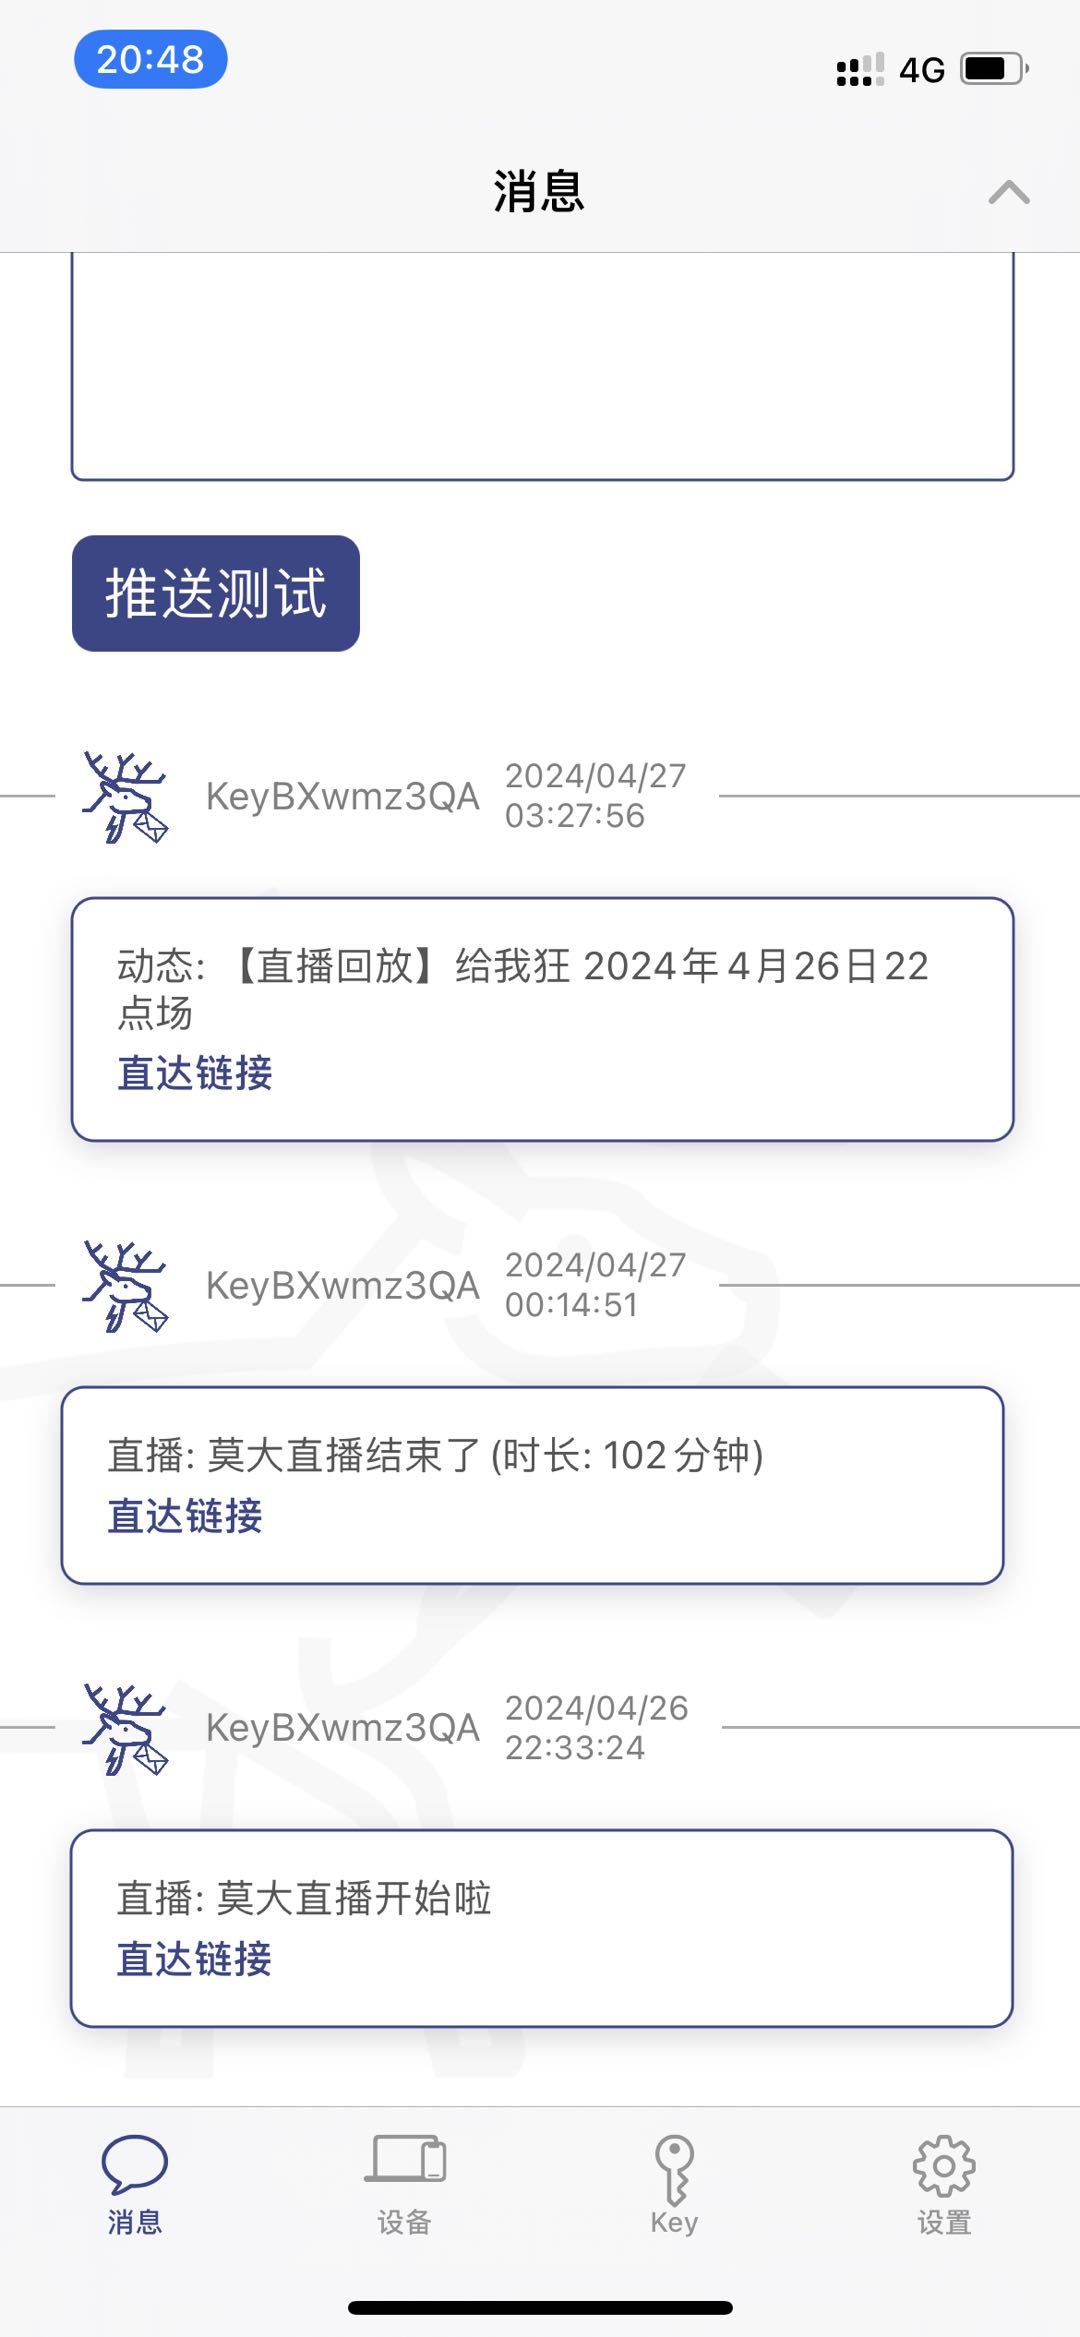 20:48
4G
消息
推送测试
KeyBXwmz3QA
2024/04/27
03:27:56
动态: 【直播回放】给我狂 2024年4月26日22
点场
直达链接
KeyBXwmz3QA
2024/04/27
00:14:51
直播: 莫大直播结束了(时长: 102分钟)
直达链接
KeyBXwmz3QA
2024/04/26
22:33:24
直播: 莫大直播开始啦
直达链接
消息
设备
Key
设置